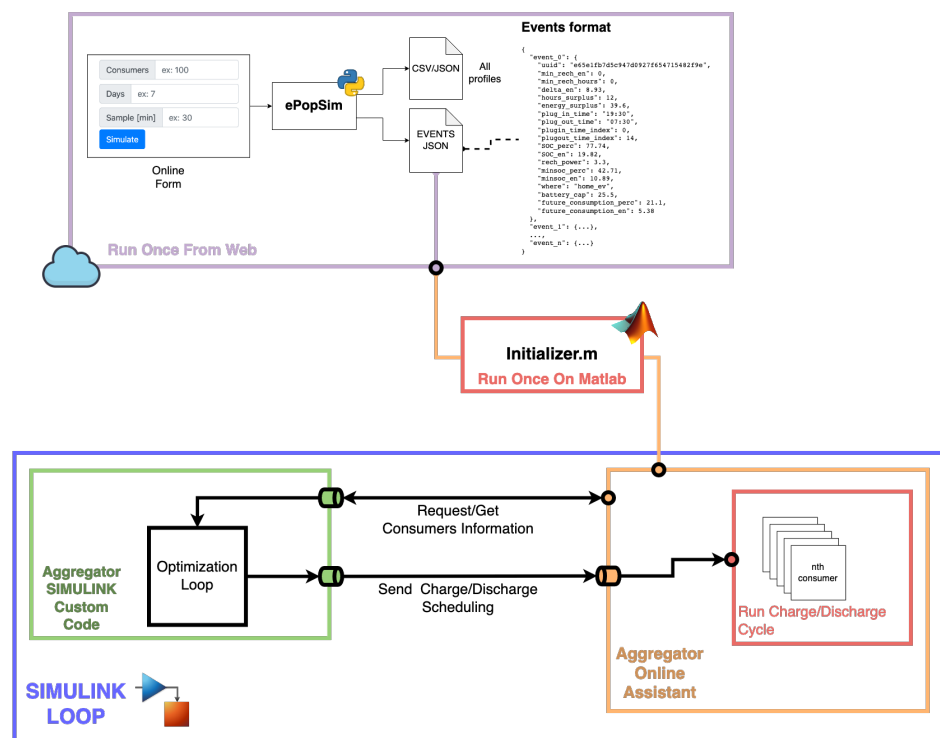 Events format
Consumers ex: 100
Days ex: 7
Sample [min] ex: 30
Simulate
Online
Form
ePopSim
CSV/JSON
All
profiles
EVENTS
JSON
{
"event_0": {
"uuid": "e65e1fb7d5c947d0927f654715482f9e",
"min_rech_en": 0,
"min_rech_hours": 0,
"delta_en": 8.93,
"hours_surplus": 12,
"energy_surplus": 39.6,
"plug_in_time": "19:30",
"plug_out_time": "07:30",
"plugin_time_index": 0,
"plugout_time_index": 14,
"SOC_perc": 77.74,
"SOC_en": 19.82,
"rech_power": 3.3,
"minsoc_perc": 42.71,
"minsoc_en": 10.89,
"where": "home_ev",
"battery_cap": 25.5,
"future_consumption_perc": 21.1,
"future_consumption_en": 5.38
},
"event_1": {...},
...,
"event_n": {...}
}
Run Once From Web
Initializer.m
Run Once On Matlab
Request/Get
Consumers Information
Optimization
Loop
Aggregator
SIMULINK
Custom
Code
Send Charge/Discharge
Scheduling
nth
consumer
Run Charge/Discharge
Cycle
Aggregator
Online
Assistant
SIMULINK
LOOP